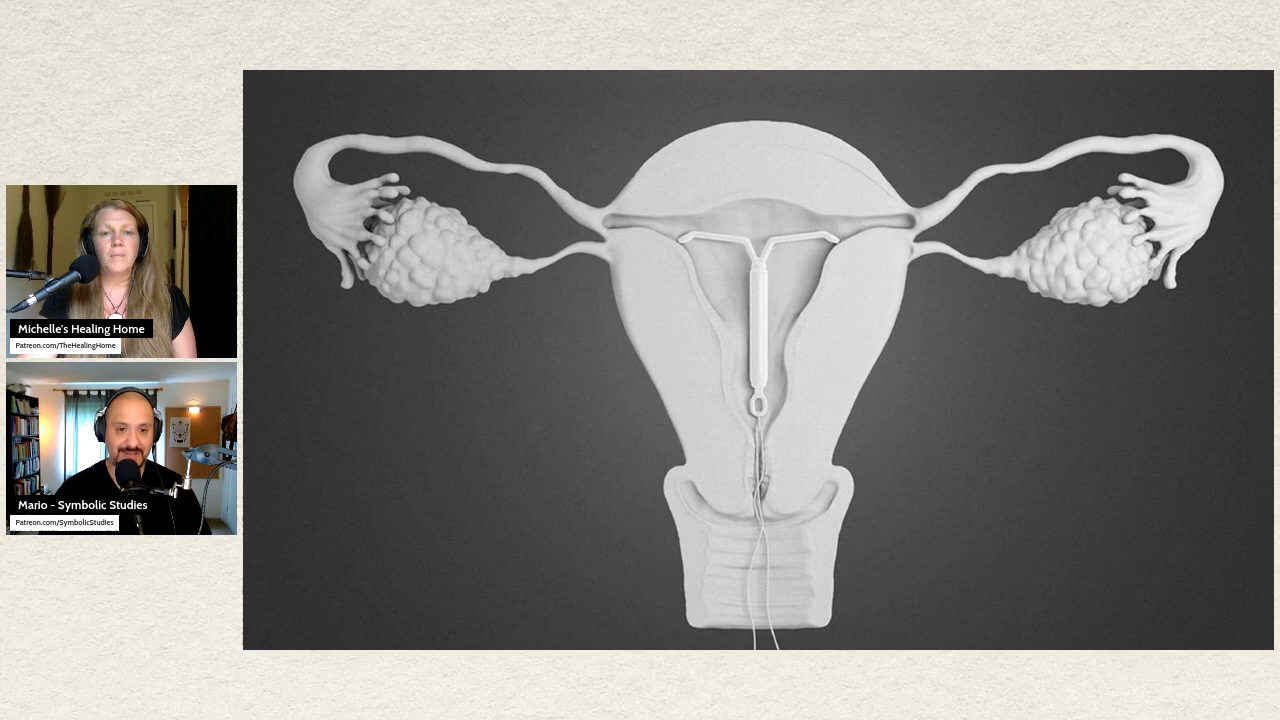 Michelle's Healing Home
Patreon.com/TheHealingHome
Mario - Symbolic Studies
Patreon.com/SymbolicStudies